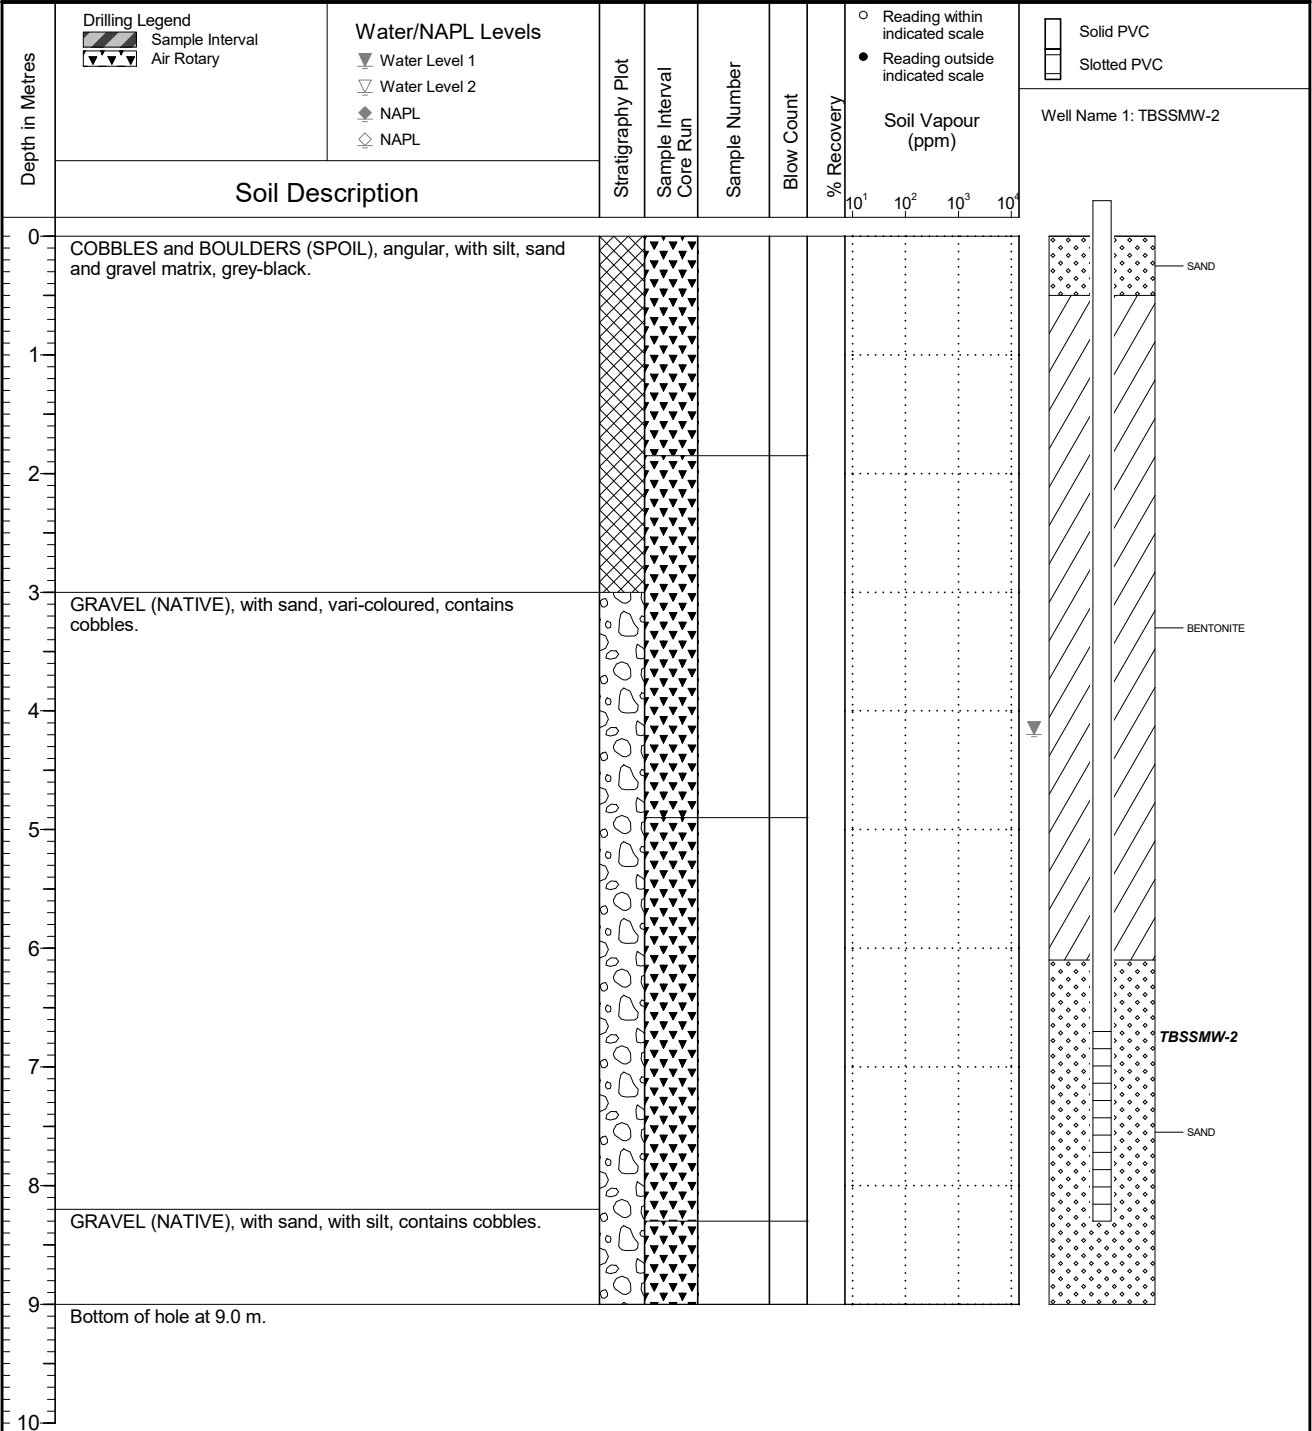 Depth in Metres
Drilling Legend
Sample Interval
Air Rotary
Water/NAPL Levels
Water Level 1
Water Level 2
NAPL
NAPL
Soil Description
Stratigraphy Plot
Sample Interval
Core Run
Sample Number
Blow Count
% Recovery
Reading within
indicated scale
Reading outside
indicated scale
Soil Vapour
(ppm)
10¹ 10² 10³ 10⁴
Solid PVC
Slotted PVC
Well Name 1: TBSSMW-2
0
COBBLES and BOULDERS (SPOIL), angular, with silt, sand
and gravel matrix, grey-black.
SAND
1
2
3
GRAVEL (NATIVE), with sand, vari-coloured, contains
cobbles.
BENTONITE
4
5
6
TBSSMW-2
7
SAND
8
GRAVEL (NATIVE), with sand, with silt, contains cobbles.
9
Bottom of hole at 9.0 m.
10